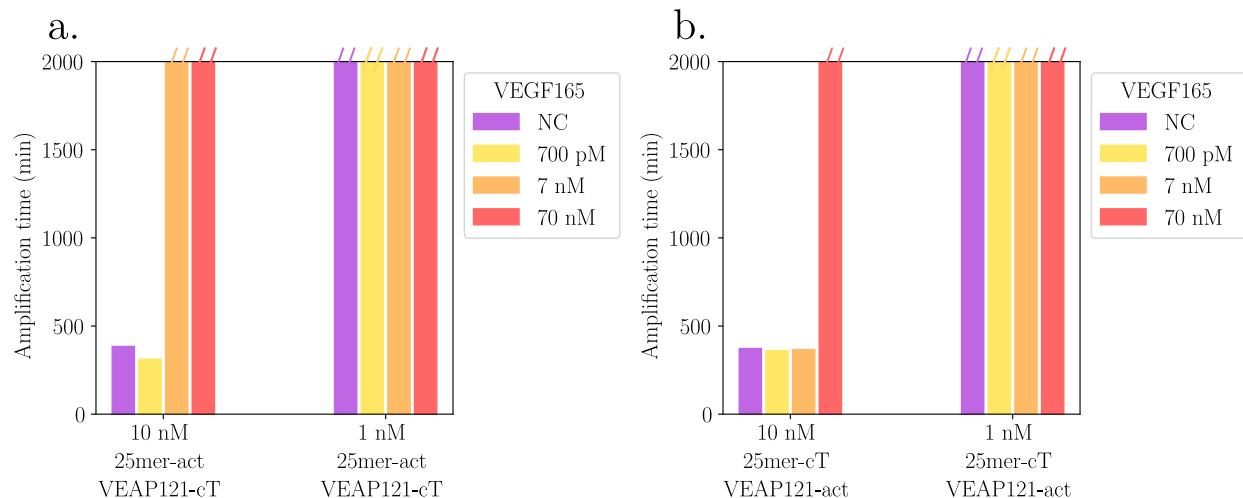 a.
Amplification time (min)
2000
1500
1000
500
0
10 nM
25mer-act
VEAP121-cT
1 nM
25mer-act
VEAP121-cT
VEGF165
NC
700 pM
7 nM
70 nM
b.
Amplification time (min)
2000
1500
1000
500
0
10 nM
25mer-cT
VEAP121-act
1 nM
25mer-cT
VEAP121-act
VEGF165
NC
700 pM
7 nM
70 nM